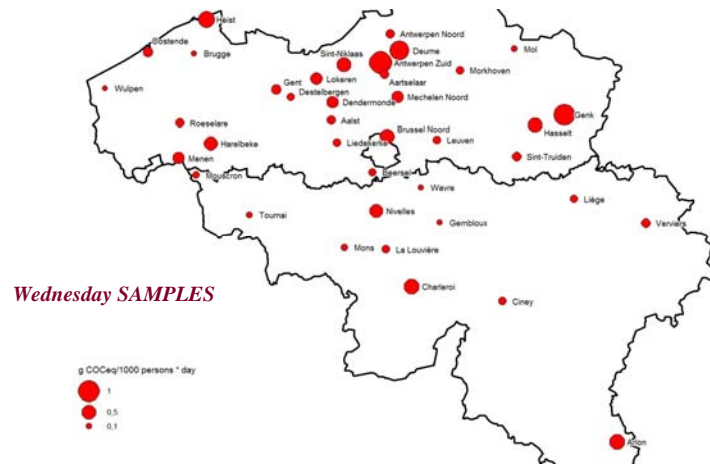 Heist
Antwerpen Noord
Oostende
Brugge
Sint-Niklaas
Deurne
Mol
Antwerpen Zuid
Lokeren
Aartselaar
Morkhoven
Wulpen
Gent
Destelbergen
Mechelen Noord
Dendermonde
Genk
Roeselare
Aalst
Hasselt
Brussel Noord
Harelbeke
Liedekerke
Leuven
Menen
Sint-Truiden
Mouscron
Beersel
Wavre
Liège
Tournai
Nivelles
Gembloux
Verviers
Mons
La Louvière
Wednesday SAMPLES
Charleroi
Ciney
g COCeq/1000 persons * day
1
0,5
0,1
Arlon